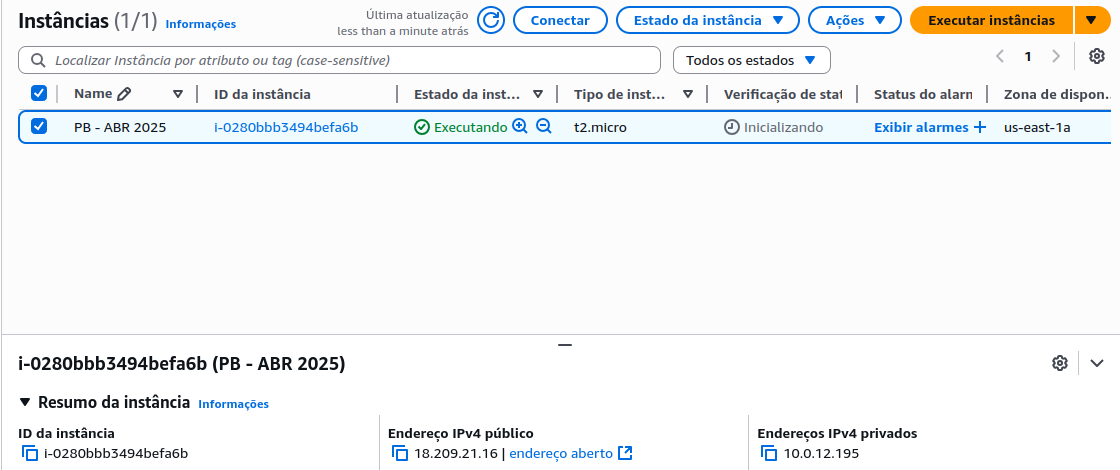 Instâncias (1/1) Informações
Última atualização
less than a minute atrás
Conectar
Estado da instância
Ações
Executar instâncias
Localizar Instância por atributo ou tag (case-sensitive)
Todos os estados
1
Name ID da instância Estado da inst... Tipo de inst... Verificação de stat Status do alarm Zona de dispon...
PB - ABR 2025 i-0280bbb3494befa6b Executando t2.micro Inicializando Exibir alarmes us-east-1a
i-0280bbb3494befa6b (PB - ABR 2025)
Resumo da instância Informações
ID da instância Endereço IPv4 público Endereços IPv4 privados
i-0280bbb3494befa6b 18.209.21.16 | endereço aberto 10.0.12.195